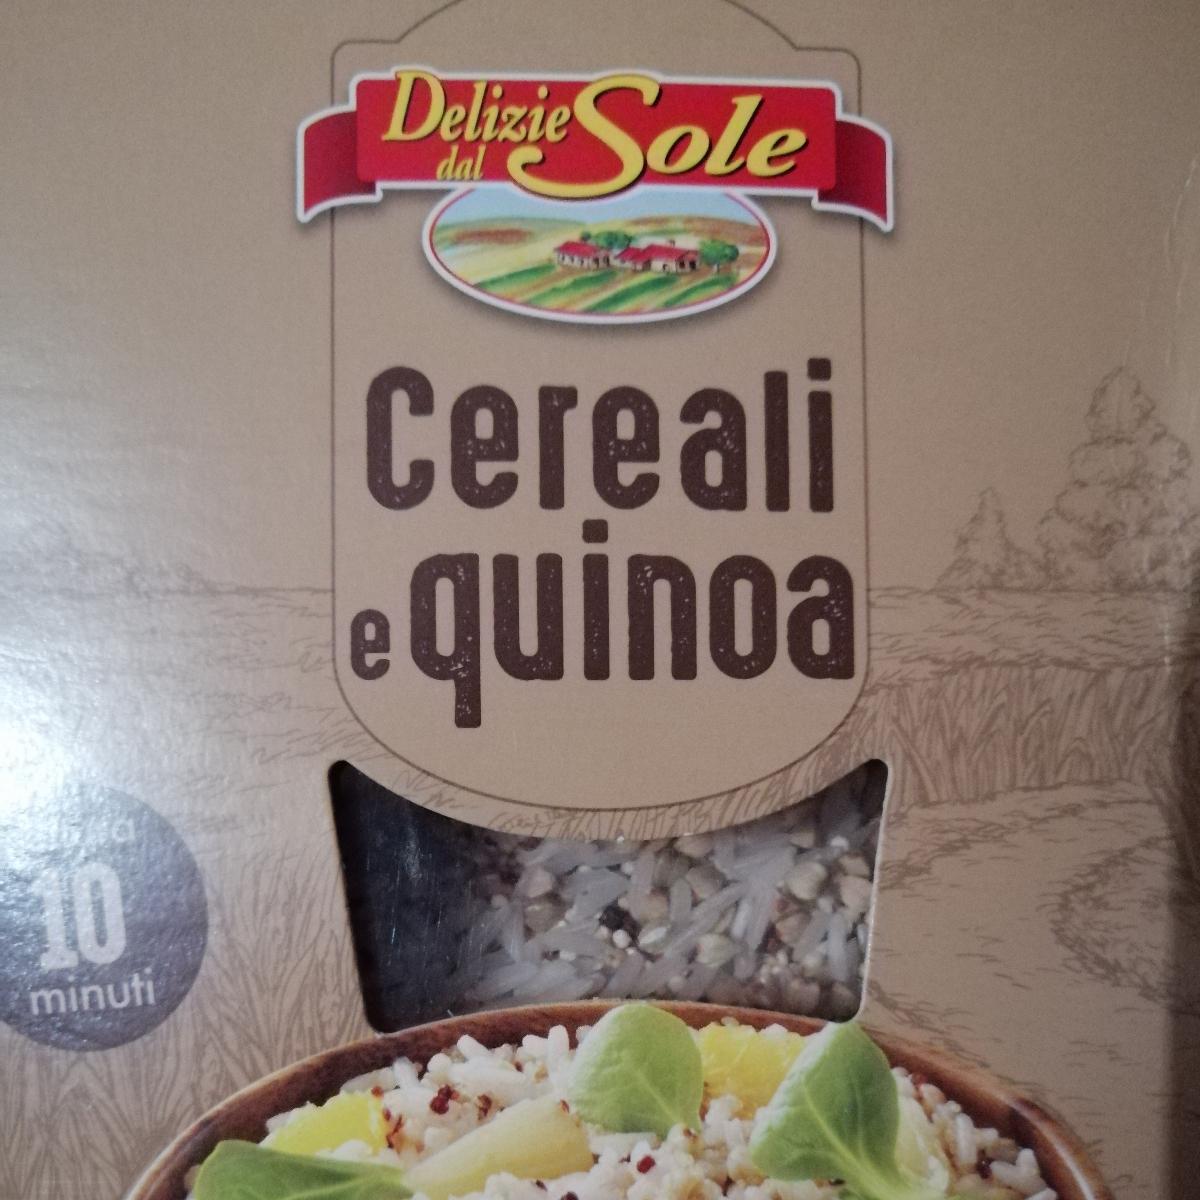 Delizie
dal Sole
Cereali
e quinoa
10
minuti